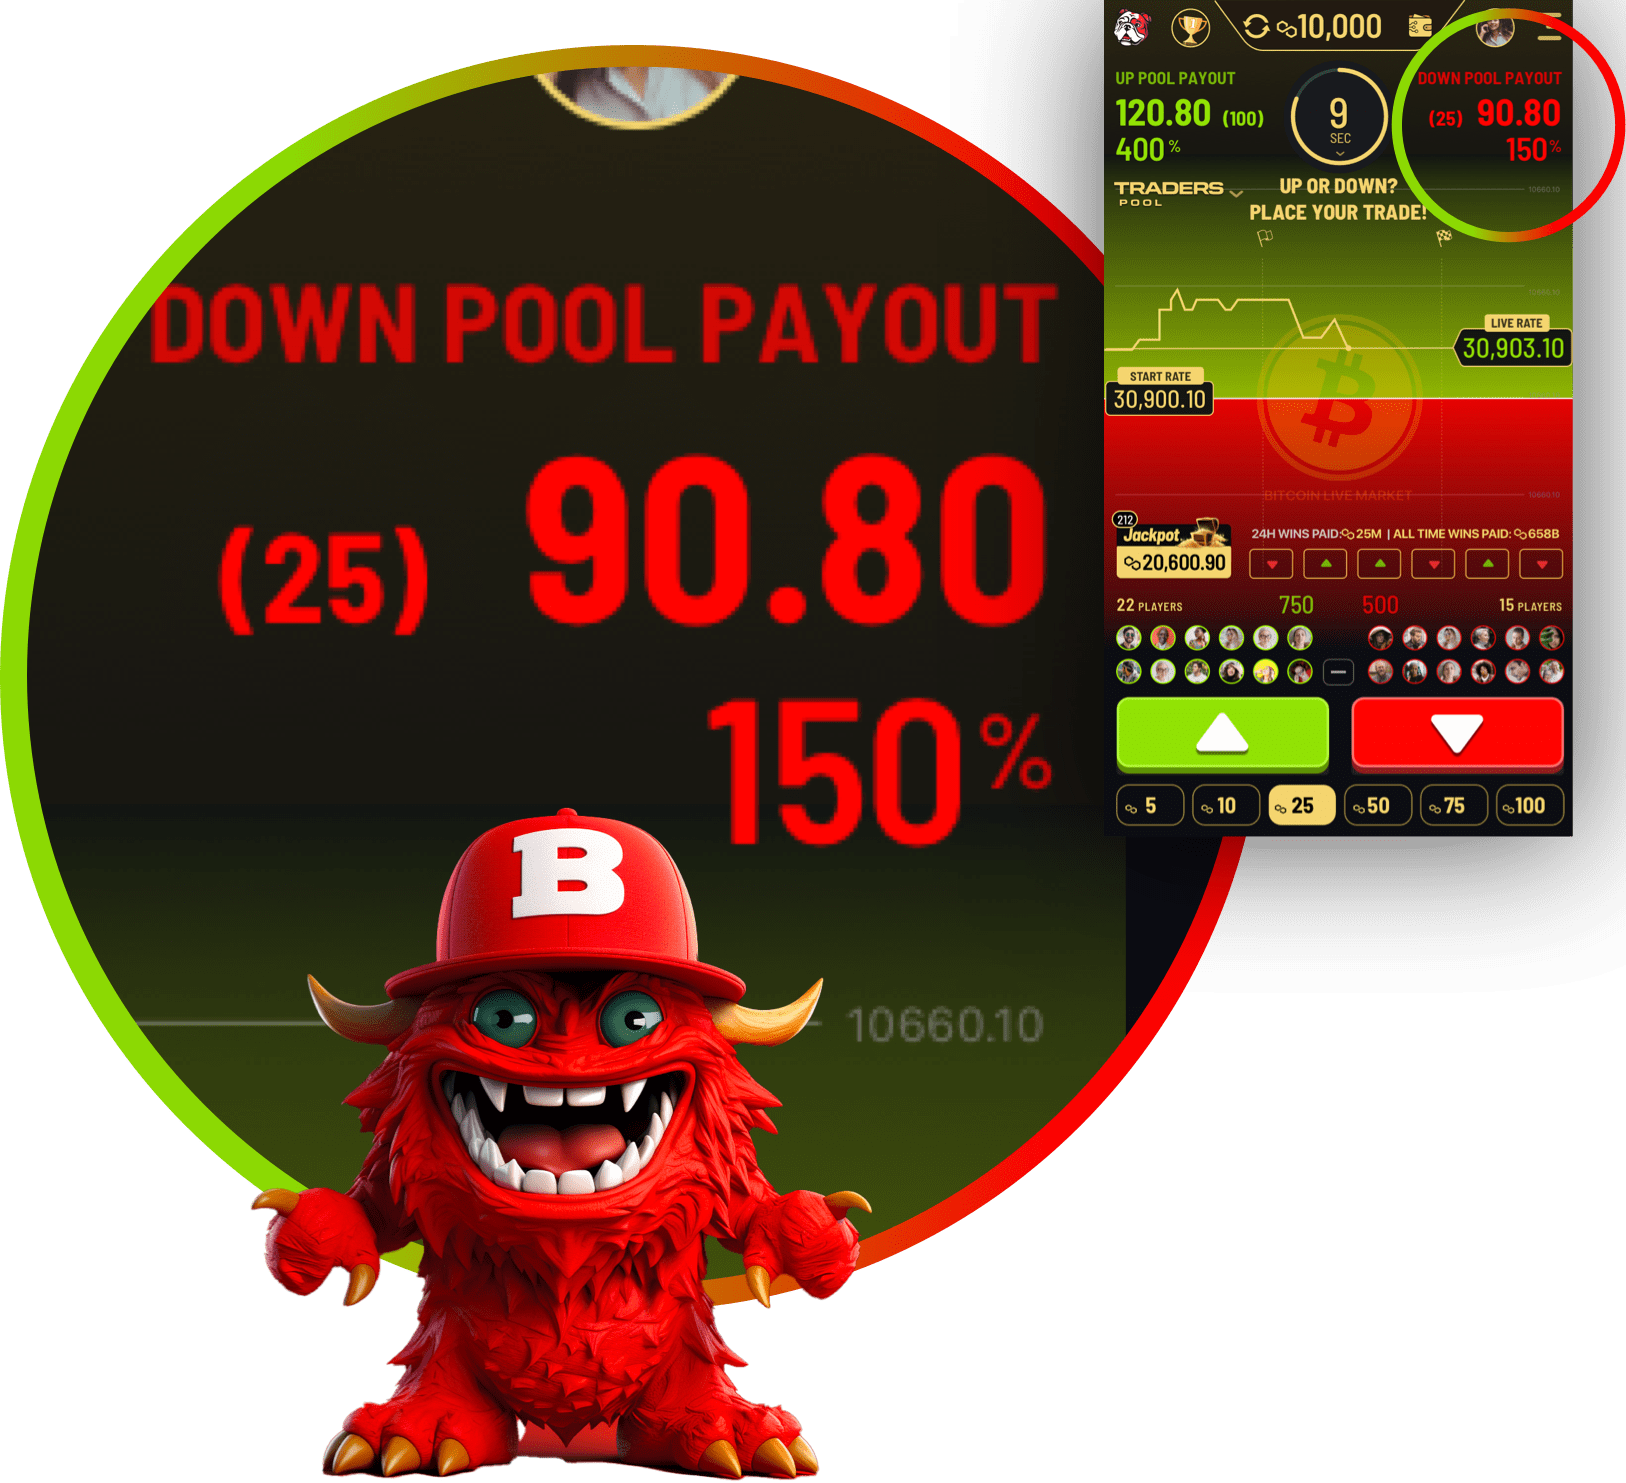 DOWN POOL PAYOUT
(25) 90.80
150%
10660.10
B
10,000
UP POOL PAYOUT
120.80 (100)
400%
9
SEC
DOWN POOL PAYOUT
(25) 90.80
150%
TRADERS
POOL
UP OR DOWN?
PLACE YOUR TRADE!
10660.10
10660.10
LIVE RATE
30,903.10
START RATE
30,900.10
BITCOIN LIVE MARKET
10660.10
212
Jackpot
20,600.90
24H WINS PAID: 25M | ALL TIME WINS PAID: 658B
22 PLAYERS
750
500
15 PLAYERS
5
10
25
50
75
100